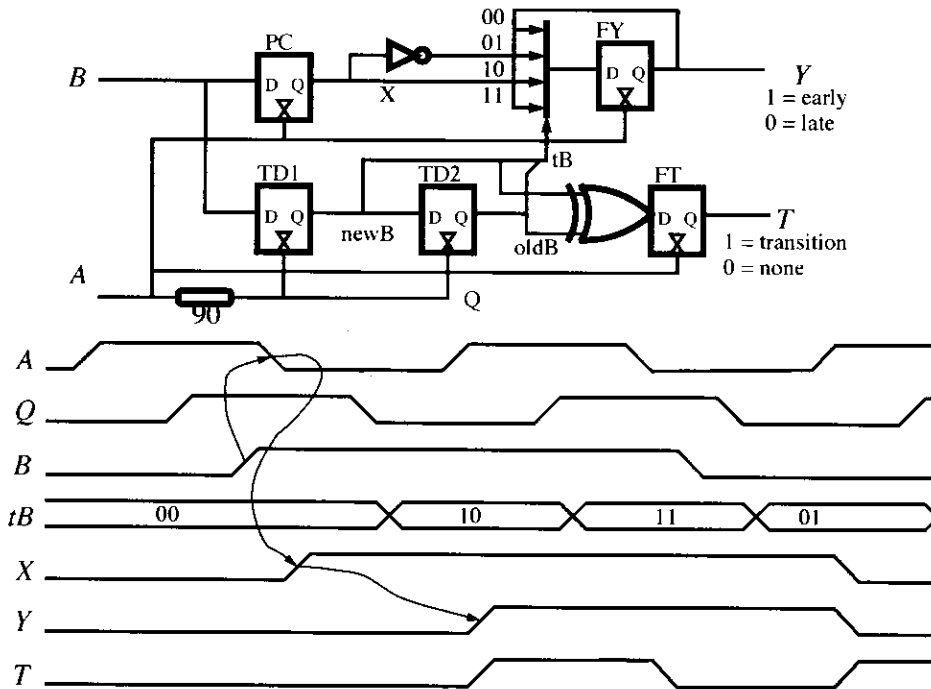 00
PC
FY
01
B
D Q
10
D Q
Y
X
11
1 = early
0 = late
tB
TD1
TD2
FT
D Q
D Q
D Q
T
newB
oldB
1 = transition
0 = none
A
90
Q
A
Q
B
tB 00 10 11 01
X
Y
T